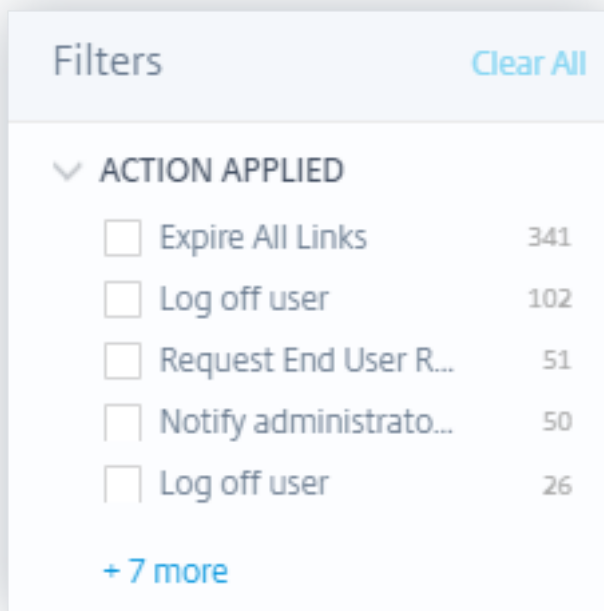 Filters
Clear All
ACTION APPLIED
Expire All Links 341
Log off user 102
Request End User R... 51
Notify administrato... 50
Log off user 26
+ 7 more